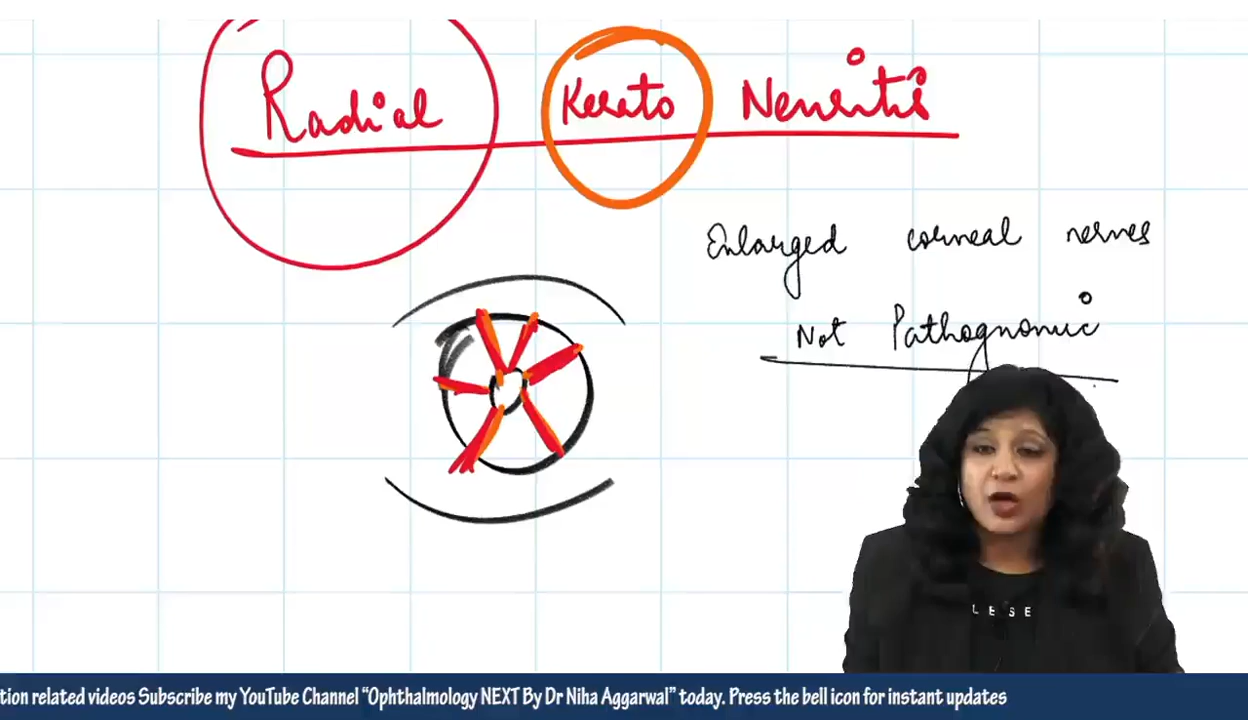 Radial Kerato Neuritis
Enlarged corneal nerves
Not Pathognomic
LESE
tion related videos Subscribe my YouTube Channel “Ophthalmology NEXT By Dr Niha Aggarwal” today. Press the bell icon for instant updates